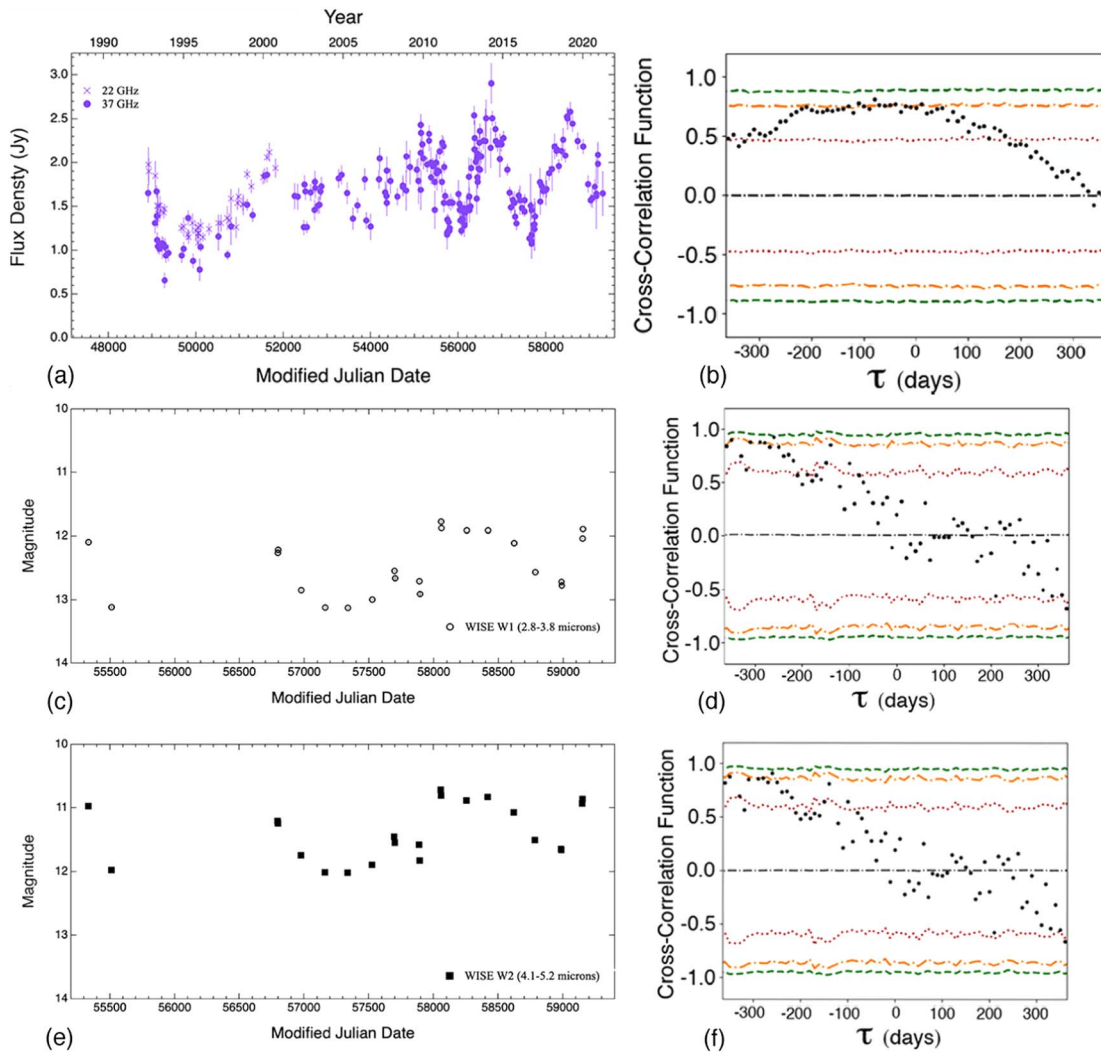 Year
1990 1995 2000 2005 2010 2015 2020
3.0
2.5
2.0
1.5
1.0
0.5
0.0
Flux Density (Jy)
22 GHz
37 GHz
48000 50000 52000 54000 56000 58000
Modified Julian Date
(a)
Cross-Correlation Function
1.0
0.5
0.0
-0.5
-1.0
-300 -200 -100 0 100 200 300
τ (days)
(b)
10
11
12
13
14
Magnitude
WISE W1 (2.8-3.8 microns)
55500 56000 56500 57000 57500 58000 58500 59000
Modified Julian Date
(c)
Cross-Correlation Function
1.0
0.5
0.0
-0.5
-1.0
-300 -200 -100 0 100 200 300
τ (days)
(d)
10
11
12
13
14
Magnitude
WISE W2 (4.1-5.2 microns)
55500 56000 56500 57000 57500 58000 58500 59000
Modified Julian Date
(e)
Cross-Correlation Function
1.0
0.5
0.0
-0.5
-1.0
-300 -200 -100 0 100 200 300
τ (days)
(f)